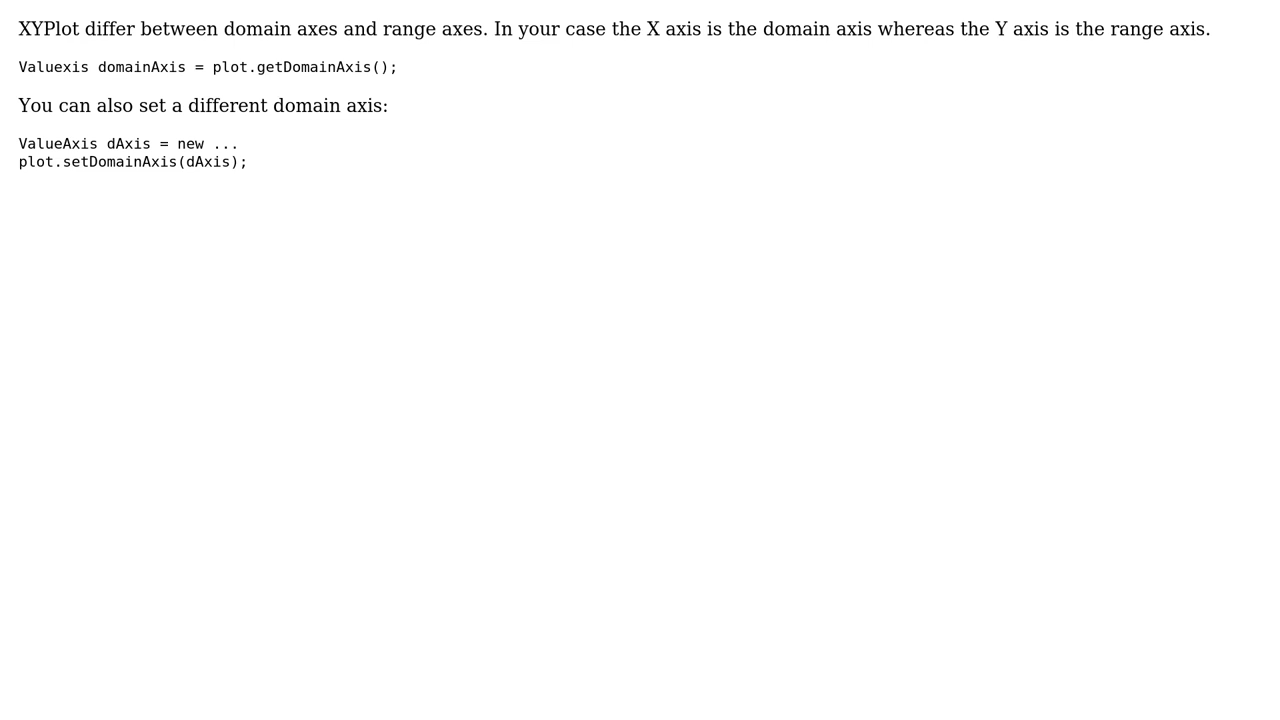 XYPlot differ between domain axes and range axes. In your case the X axis is the domain axis whereas the Y axis is the range axis.
Valuexis domainAxis = plot.getDomainAxis();
You can also set a different domain axis:
ValueAxis dAxis = new ...
plot.setDomainAxis(dAxis);